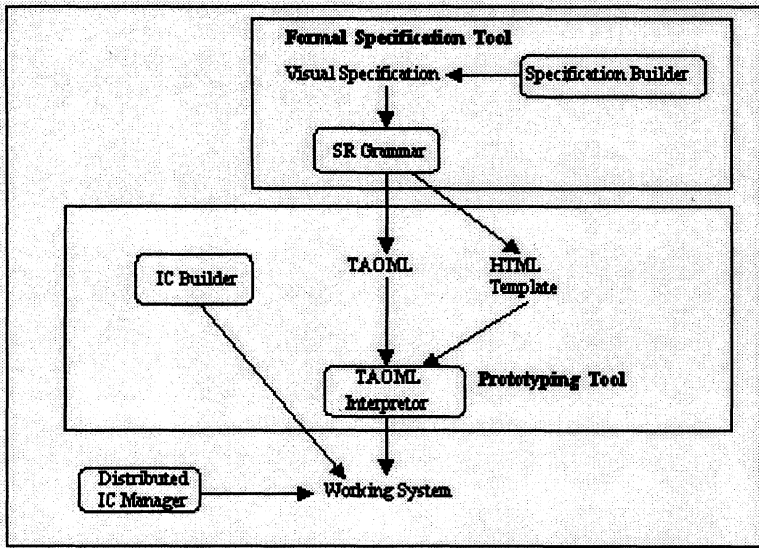 Formal Specification Tool
Visual Specification
Specification Builder
SR Grammar
IC Builder
TAOML
HTML
Template
TAOML
Interpretor
Prototyping Tool
Distributed
IC Manager
Working System